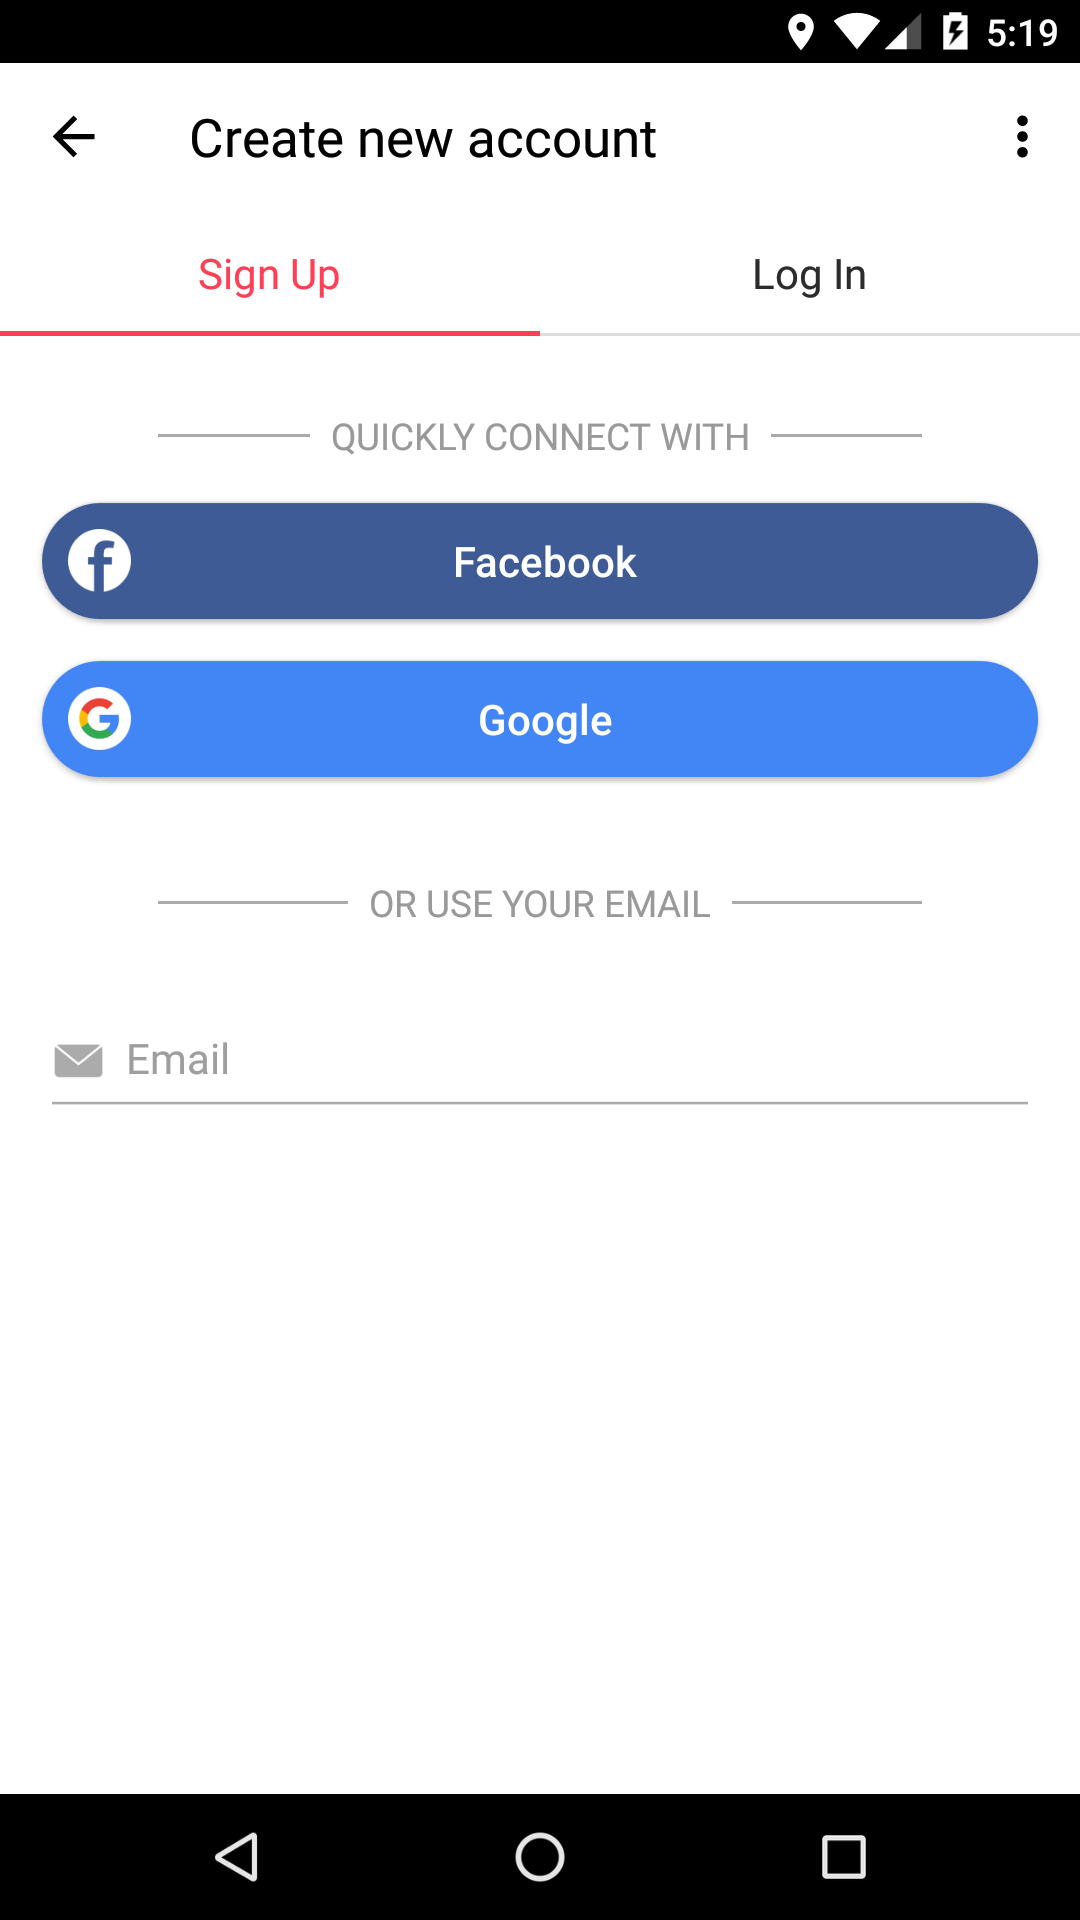 5:19
Create new account
Sign Up
Log In
QUICKLY CONNECT WITH
Facebook
Google
OR USE YOUR EMAIL
Email